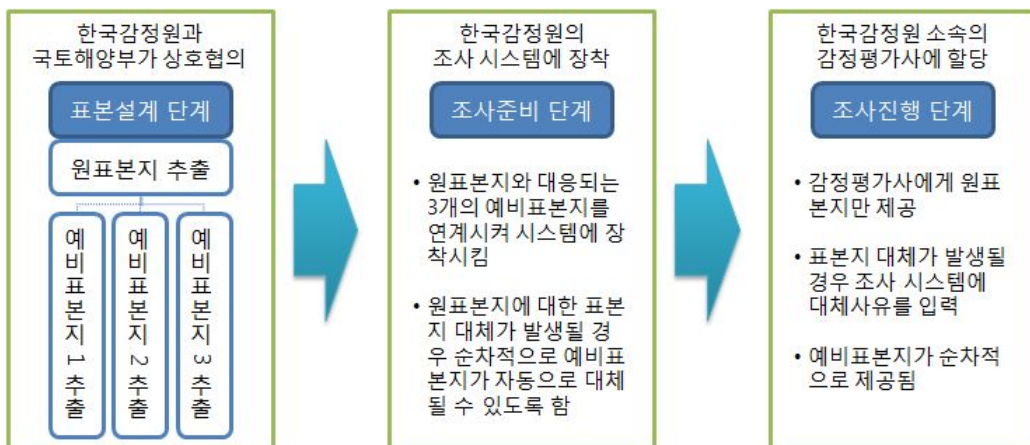 한국감정원과
국토해양부가 상호협의
표본설계 단계
원표본지 추출
예비표본지 1 추출
예비표본지 2 추출
예비표본지 3 추출
한국감정원의
조사 시스템에 장착
조사준비 단계
• 원표본지와 대응되는
3개의 예비표본지를
연계시켜 시스템에 장
착시킴
• 원표본지에 대한 표본
지 대체가 발생될 경
우 순차적으로 예비표
본지가 자동으로 대체
될 수 있도록 함
한국감정원 소속의
감정평가사에 할당
조사진행 단계
• 감정평가사에게 원표
본지만 제공
• 표본지 대체가 발생될
경우 조사 시스템에
대체사유를 입력
• 예비표본지가 순차적
으로 제공됨